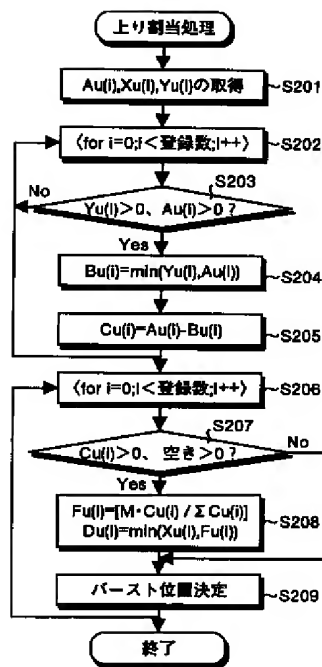 上り割当処理
Au(i),Xu(i),Yu(i)の取得
S201
〈for i=0;i<登録数;i++〉
S202
S203
No
Yu(i)>0、Au(i)>0 ?
Yes
Bu(i)=min(Yu(i),Au(i))
S204
Cu(i)=Au(i)-Bu(i)
S205
〈for i=0;i<登録数;i++〉
S206
S207
No
Cu(i)>0、空き>0 ?
Yes
Fu(i)=[M・Cu(i) / Σ Cu(i)]
Du(i)=min(Xu(i),Fu(i))
S208
バースト位置決定
S209
終了